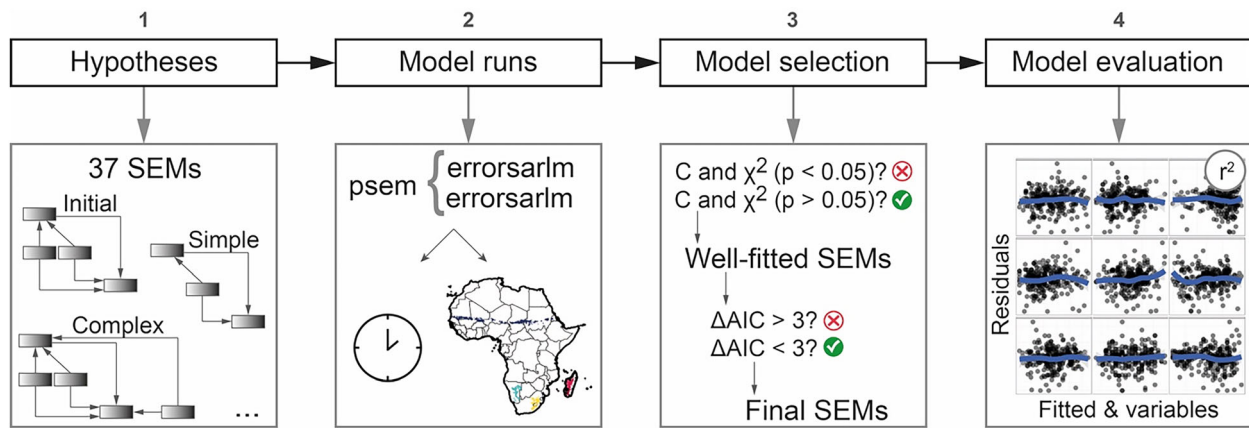 1
2
3
4
Hypotheses
Model runs
Model selection
Model evaluation
37 SEMs
Initial
Simple
Complex
...
psem { errorsarlm
errorsarlm
C and χ² (p < 0.05)?
C and χ² (p > 0.05)?
Well-fitted SEMs
ΔAIC > 3?
ΔAIC < 3?
Final SEMs
r²
Residuals
Fitted & variables